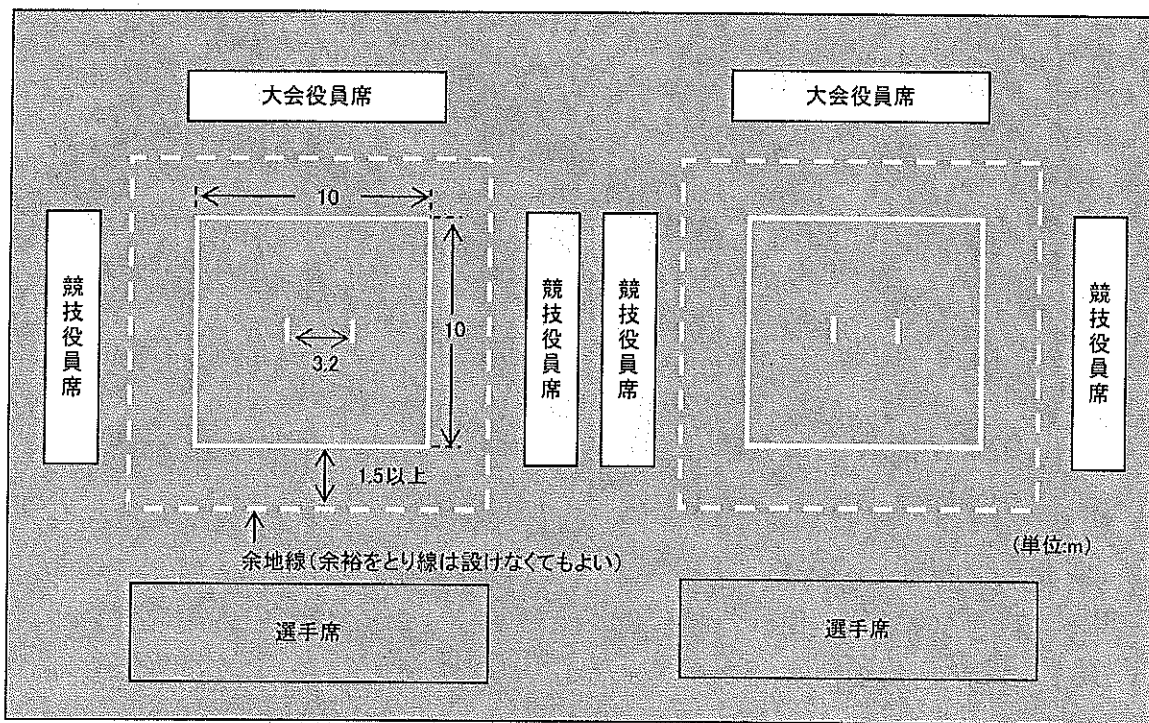 大会役員席
大会役員席
10
競技役員席
10
3.2
競技役員席
競技役員席
競技役員席
1.5以上
余地線(余裕をとり線は設けなくてもよい)
(単位:m)
選手席
選手席